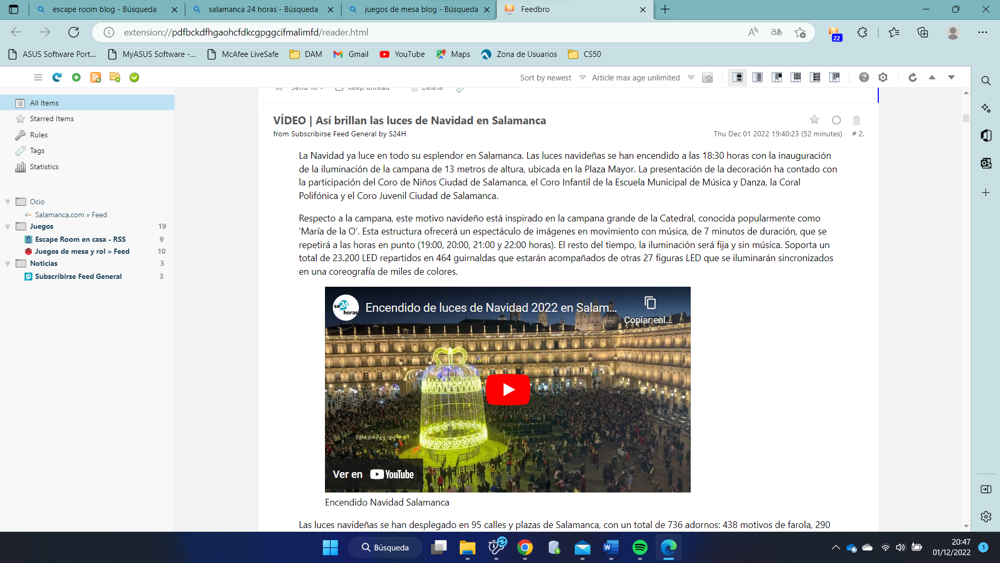 escape room blog - Búsqueda
salamanca 24 horas - Búsqueda
juegos de mesa blog - Búsqueda
Feedbro
extension://pdfbckdfhgaohcfdkcgpggcifmalimfd/reader.html
22
ASUS Software Port...
MyASUS Software -...
McAfee LiveSafe
DAM
Gmail
YouTube
Maps
Zona de Usuarios
CS50
Sort by newest
Article max age unlimited
All Items
Starred Items
Rules
Tags
Statistics
Ocio
Salamanca.com » Feed
Juegos 19
Escape Room en casa - RSS 9
Juegos de mesa y rol » Feed 10
Noticias 3
Subscribirse Feed General 3
Send To > Keep unread Delete
VÍDEO | Así brillan las luces de Navidad en Salamanca
from Subscribirse Feed General by S24H
Thu Dec 01 2022 19:40:23 (52 minutes) # 2.
La Navidad ya luce en todo su esplendor en Salamanca. Las luces navideñas se han encendido a las 18:30 horas con la inauguración
de la iluminación de la campana de 13 metros de altura, ubicada en la Plaza Mayor. La presentación de la decoración ha contado con
la participación del Coro de Niños Ciudad de Salamanca, el Coro Infantil de la Escuela Municipal de Música y Danza, la Coral
Polifónica y el Coro Juvenil Ciudad de Salamanca.
Respecto a la campana, este motivo navideño está inspirado en la campana grande de la Catedral, conocida popularmente como
‘María de la O’. Esta estructura ofrecerá un espectáculo de imágenes en movimiento con música, de 7 minutos de duración, que se
repetirá a las horas en punto (19:00, 20:00, 21:00 y 22:00 horas). El resto del tiempo, la iluminación será fija y sin música. Soporta un
total de 23.200 LED repartidos en 464 guirnaldas que estarán acompañados de otras 27 figuras LED que se iluminarán sincronizados
en una coreografía de miles de colores.
sa 24 horas
Encendido de luces de Navidad 2022 en Salam...
Copiar enl...
Ver en YouTube
Encendido Navidad Salamanca
Las luces navideñas se han desplegado en 95 calles y plazas de Salamanca, con un total de 736 adornos: 438 motivos de farola, 290
Búsqueda
20:47
01/12/2022
1